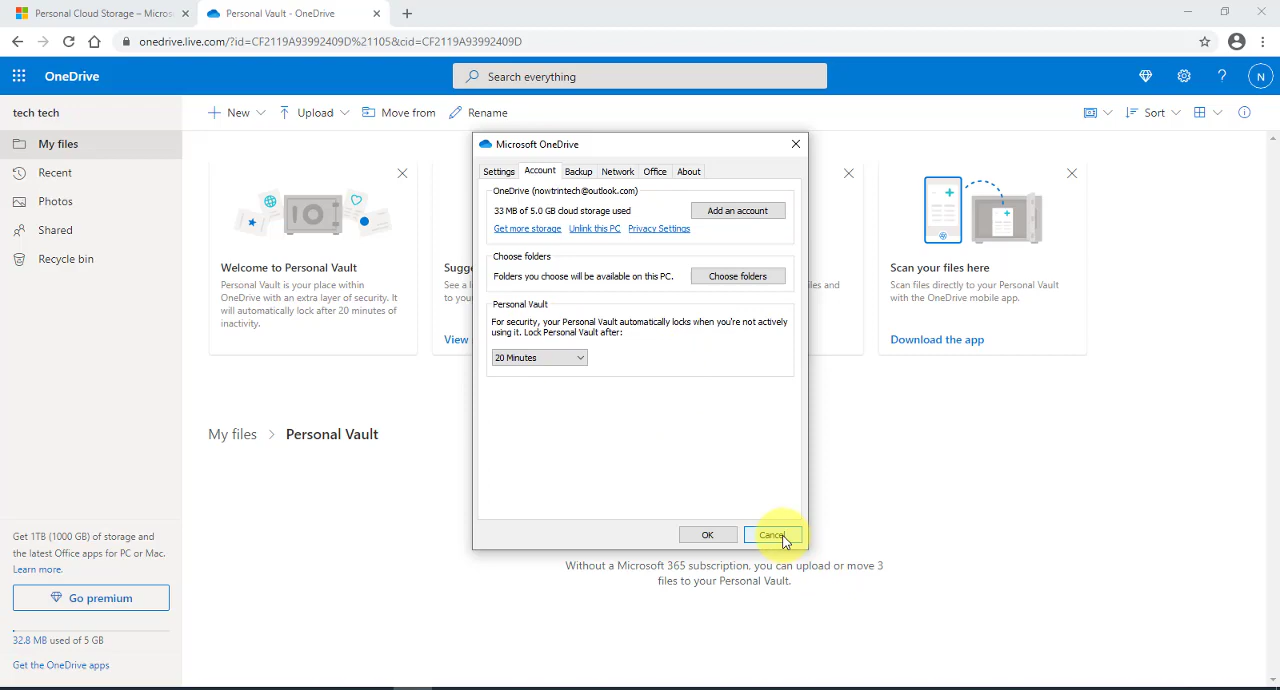 Personal Cloud Storage – Micros
Personal Vault - OneDrive
onedrive.live.com/?id=CF2119A93992409D%21105&cid=CF2119A93992409D
OneDrive
Search everything
?
N
tech tech
New
Upload
Move from
Rename
Sort
My files
Recent
Photos
Shared
Recycle bin
Welcome to Personal Vault
Personal Vault is your place within
OneDrive with an extra layer of security. It
will automatically lock after 20 minutes of
inactivity.
Sugg
See a l
to your
View
iles and
Scan your files here
Scan files directly to your Personal Vault
with the OneDrive mobile app.
Download the app
My files > Personal Vault
Microsoft OneDrive
Settings
Account
Backup
Network
Office
About
OneDrive (nowtrintech@outlook.com)
33 MB of 5.0 GB cloud storage used
Add an account
Get more storage
Unlink this PC
Privacy Settings
Choose folders
Folders you choose will be available on this PC.
Choose folders
Personal Vault
For security, your Personal Vault automatically locks when you're not actively
using it. Lock Personal Vault after:
20 Minutes
OK
Cancel
Without a Microsoft 365 subscription, you can upload or move 3
files to your Personal Vault.
Get 1TB (1000 GB) of storage and
the latest Office apps for PC or Mac.
Learn more.
Go premium
32.8 MB used of 5 GB
Get the OneDrive apps